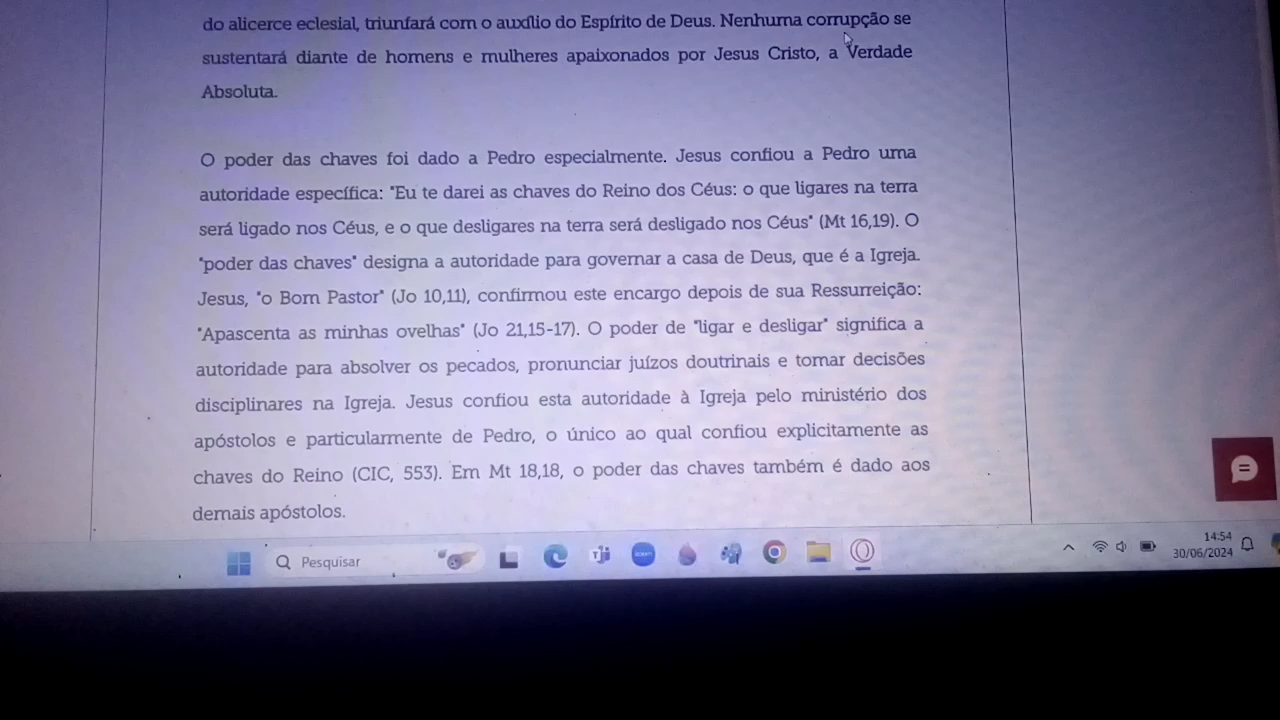 do alicerce eclesial, triunfará com o auxílio do Espírito de Deus. Nenhuma corrupção se
sustentará diante de homens e mulheres apaixonados por Jesus Cristo, a Verdade
Absoluta.
O poder das chaves foi dado a Pedro especialmente. Jesus confiou a Pedro uma
autoridade específica: "Eu te darei as chaves do Reino dos Céus: o que ligares na terra
será ligado nos Céus, e o que desligares na terra será desligado nos Céus" (Mt 16,19). O
"poder das chaves" designa a autoridade para governar a casa de Deus, que é a Igreja.
Jesus, "o Bom Pastor" (Jo 10,11), confirmou este encargo depois de sua Ressurreição:
"Apascenta as minhas ovelhas" (Jo 21,15-17). O poder de "ligar e desligar" significa a
autoridade para absolver os pecados, pronunciar juízos doutrinais e tomar decisões
disciplinares na Igreja. Jesus confiou esta autoridade à Igreja pelo ministério dos
apóstolos e particularmente de Pedro, o único ao qual confiou explicitamente as
chaves do Reino (CIC, 553). Em Mt 18,18, o poder das chaves também é dado aos
demais apóstolos.
Pesquisar
zoom
14:54
30/06/2024